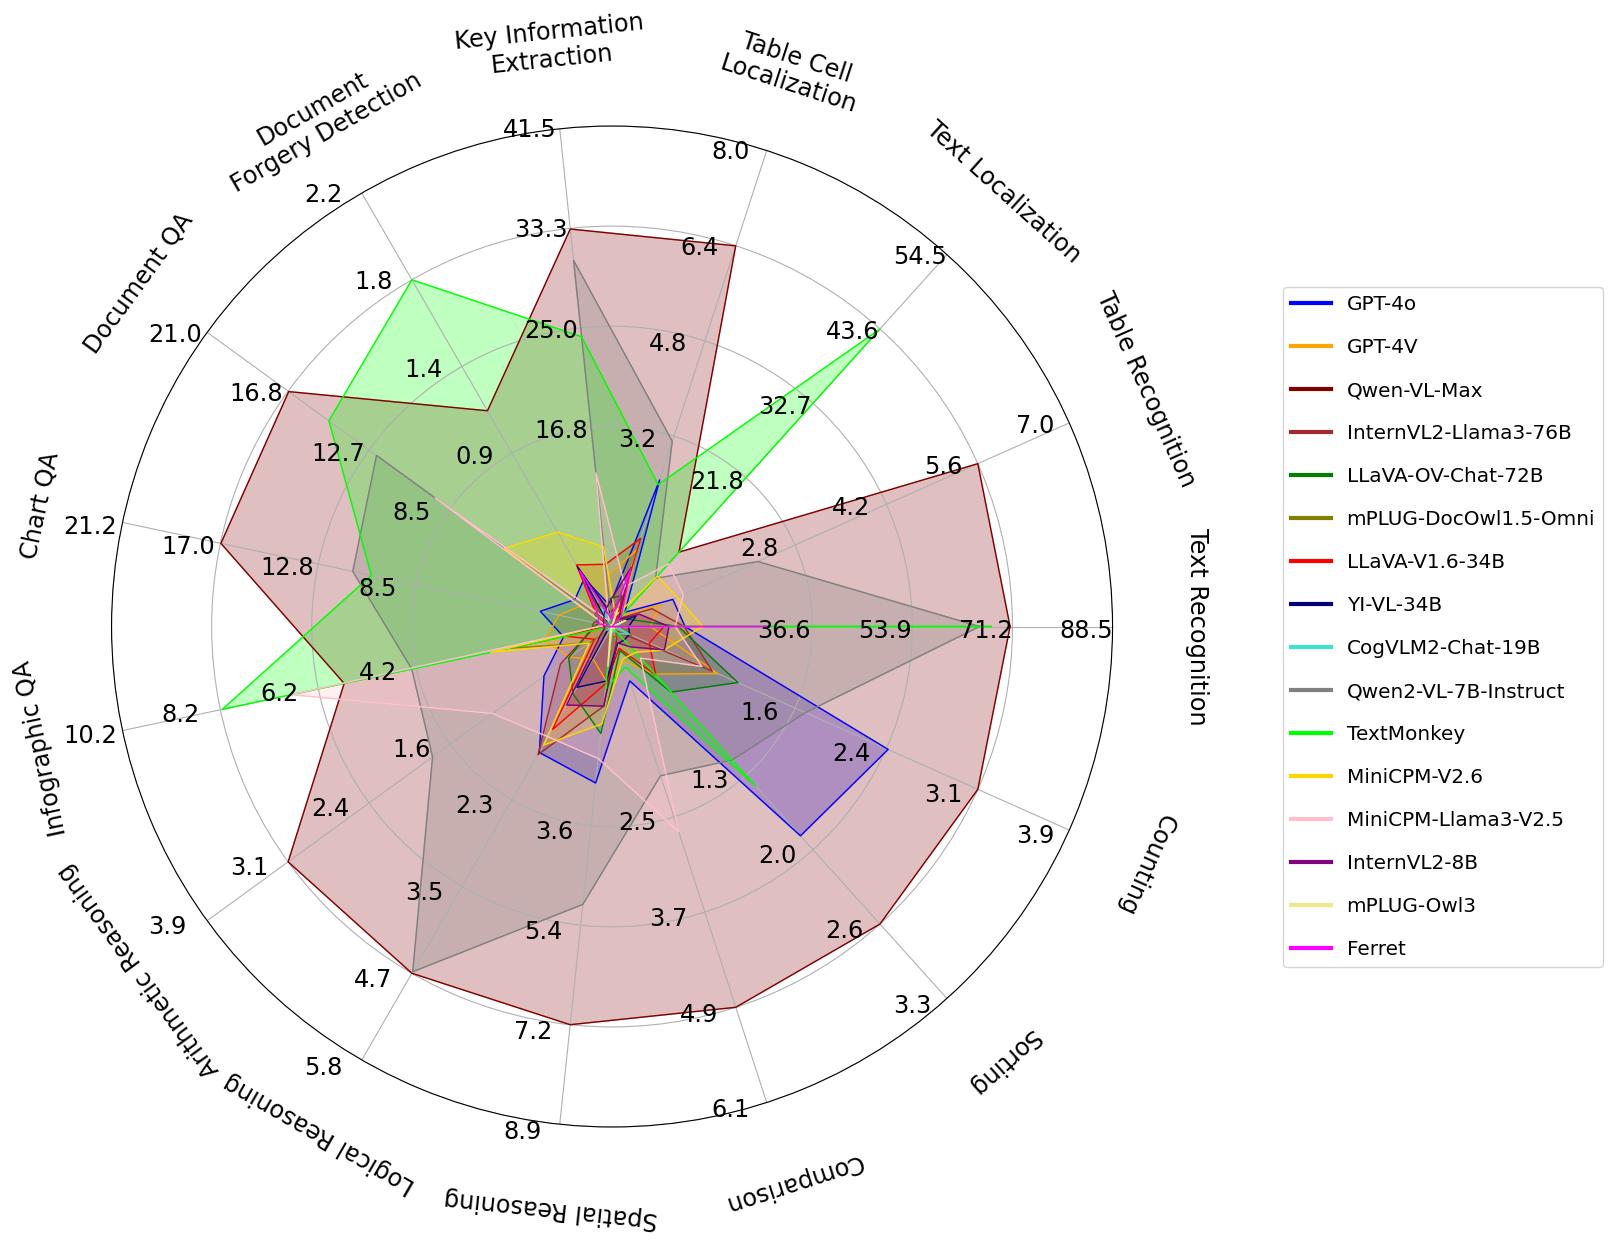 Key Information
Extraction
Table Cell
Localization
Document
Forgery Detection
Text Localization
Document QA
Table Recognition
Chart QA
Text Recognition
Infographic QA
Counting
Arithmetic Reasoning
Sorting
Logical Reasoning
Spatial Reasoning
Comparison
41.5
33.3
25.0
16.8
8.0
6.4
4.8
3.2
54.5
43.6
32.7
21.8
7.0
5.6
4.2
2.8
88.5
71.2
53.9
36.6
3.9
3.1
2.4
1.6
3.3
2.6
2.0
1.3
6.1
4.9
3.7
2.5
8.9
7.2
5.4
3.6
5.8
4.7
3.5
2.3
3.9
3.1
2.4
1.6
10.2
8.2
6.2
4.2
21.2
17.0
12.8
8.5
21.0
16.8
12.7
8.5
2.2
1.8
1.4
0.9
GPT-4o
GPT-4V
Qwen-VL-Max
InternVL2-Llama3-76B
LLaVA-OV-Chat-72B
mPLUG-DocOwl1.5-Omni
LLaVA-V1.6-34B
YI-VL-34B
CogVLM2-Chat-19B
Qwen2-VL-7B-Instruct
TextMonkey
MiniCPM-V2.6
MiniCPM-Llama3-V2.5
InternVL2-8B
mPLUG-Owl3
Ferret